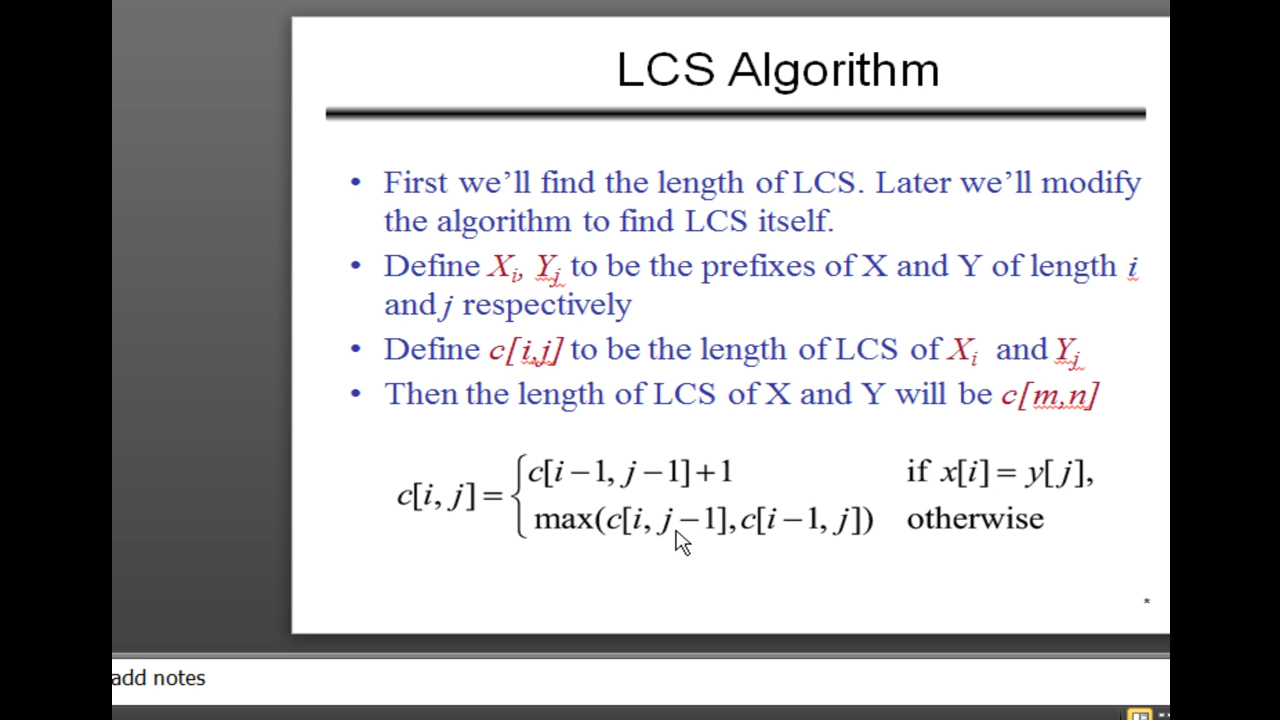 LCS Algorithm
• First we'll find the length of LCS. Later we'll modify
the algorithm to find LCS itself.
• Define Xi, Yj to be the prefixes of X and Y of length i
and j respectively
• Define c[i,j] to be the length of LCS of Xi and Yj
• Then the length of LCS of X and Y will be c[m,n]
c[i, j] = { c[i−1, j−1]+1 if x[i] = y[j],
max(c[i, j−1], c[i−1, j]) otherwise
*
add notes